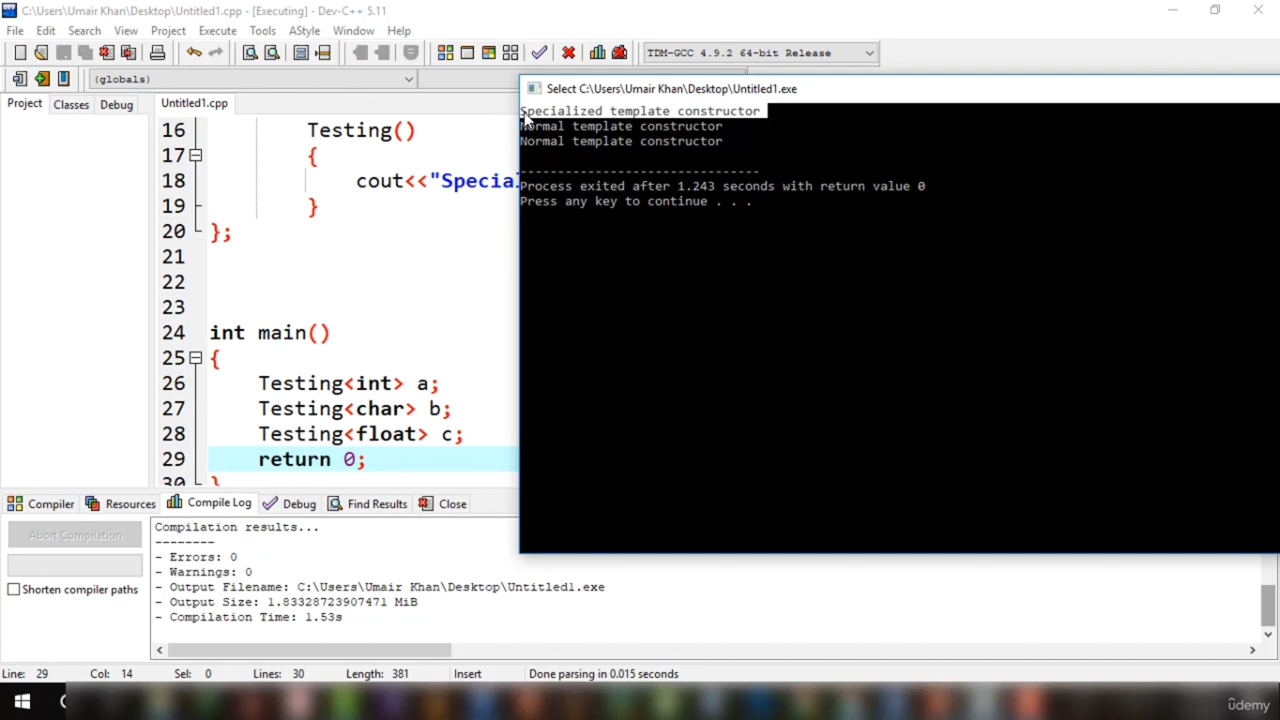 C:\Users\Umair Khan\Desktop\Untitled1.cpp - [Executing] - Dev-C++ 5.11
File Edit Search View Project Execute Tools AStyle Window Help
TDM-GCC 4.9.2 64-bit Release
(globals)
Project Classes Debug
Untitled1.cpp
16 Testing()
17 {
18 cout<<"Specia
19 }
20 };
21
22
23
24 int main()
25 {
26 Testing<int> a;
27 Testing<char> b;
28 Testing<float> c;
29 return 0;
30 }
Select C:\Users\Umair Khan\Desktop\Untitled1.exe
Specialized template constructor
Normal template constructor
Normal template constructor
--------------------------------
Process exited after 1.243 seconds with return value 0
Press any key to continue . . .
Compiler Resources Compile Log Debug Find Results Close
Abort Compilation
Shorten compiler paths
Compilation results...
--------
- Errors: 0
- Warnings: 0
- Output Filename: C:\Users\Umair Khan\Desktop\Untitled1.exe
- Output Size: 1.83328723907471 MiB
- Compilation Time: 1.53s
Line: 29 Col: 14 Sel: 0 Lines: 30 Length: 381 Insert Done parsing in 0.015 seconds
udemy